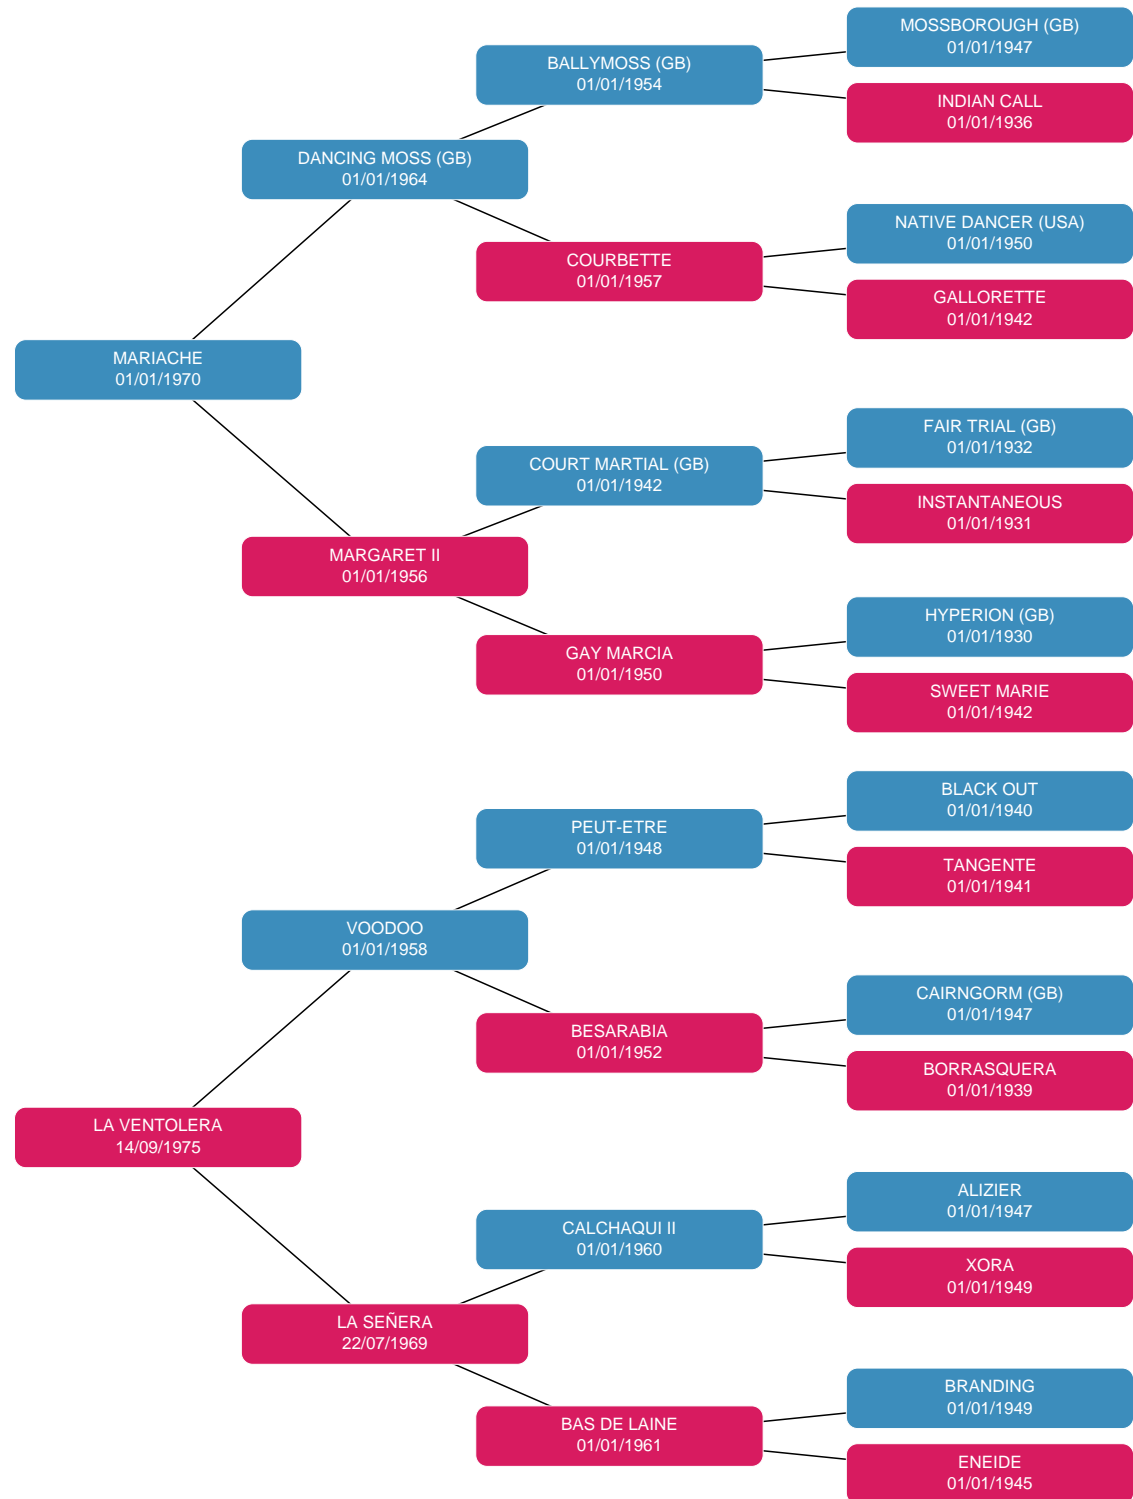 MOSSBOROUGH (GB)
01/01/1947
BALLYMOSS (GB)
01/01/1954
INDIAN CALL
01/01/1936
DANCING MOSS (GB)
01/01/1964
NATIVE DANCER (USA)
01/01/1950
COURBETTE
01/01/1957
GALLORETTE
01/01/1942
MARIACHE
01/01/1970
FAIR TRIAL (GB)
01/01/1932
COURT MARTIAL (GB)
01/01/1942
INSTANTANEOUS
01/01/1931
MARGARET II
01/01/1956
HYPERION (GB)
01/01/1930
GAY MARCIA
01/01/1950
SWEET MARIE
01/01/1942
BLACK OUT
01/01/1940
PEUT-ETRE
01/01/1948
TANGENTE
01/01/1941
VOODOO
01/01/1958
CAIRNGORM (GB)
01/01/1947
BESARABIA
01/01/1952
BORRASQUERA
01/01/1939
LA VENTOLERA
14/09/1975
ALIZIER
01/01/1947
CALCHAQUI II
01/01/1960
XORA
01/01/1949
LA SEÑERA
22/07/1969
BRANDING
01/01/1949
BAS DE LAINE
01/01/1961
ENEIDE
01/01/1945